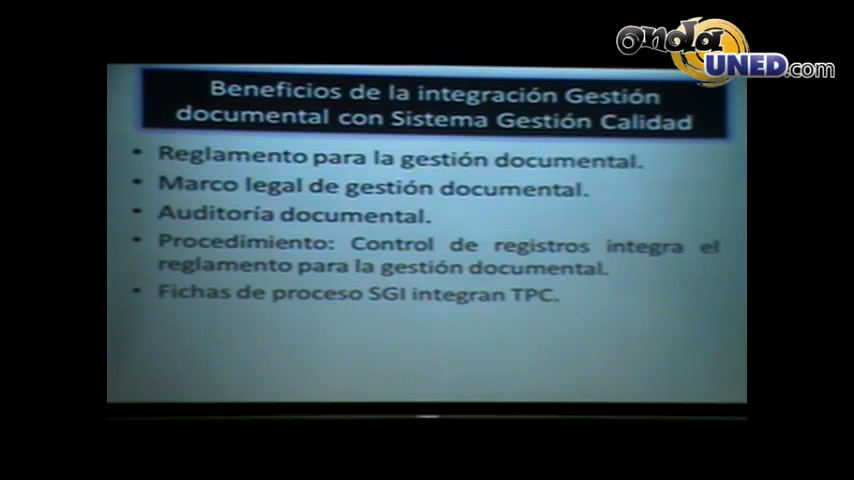 onda
UNED.com
Beneficios de la integración Gestión
documental con Sistema Gestión Calidad
• Reglamento para la gestión documental.
• Marco legal de gestión documental.
• Auditoría documental.
• Procedimiento: Control de registros integra el
reglamento para la gestión documental.
• Fichas de proceso SGI integran TPC.